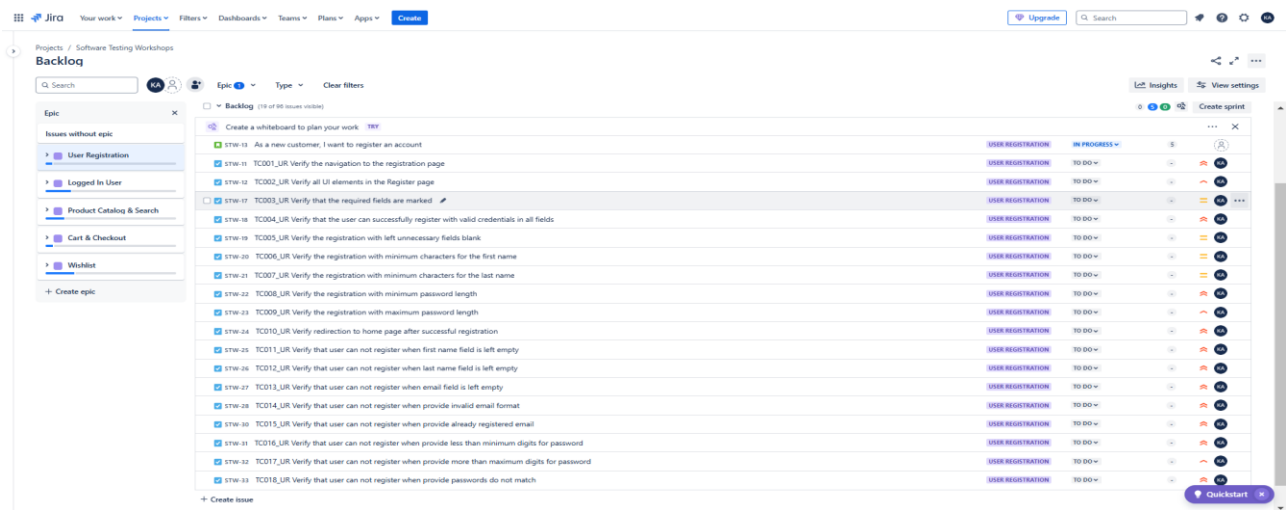 Jira Your work Projects Filters Dashboards Teams Plans Apps Create Upgrade Search KA
Projects / Software Testing Workshops
Backlog
Search KA Epic 1 Type Clear filters Insights View settings
Epic
Issues without epic
User Registration
Logged In User
Product Catalog & Search
Cart & Checkout
Wishlist
+ Create epic
Backlog (19 of 96 issues visible) 0 5 0 Create sprint
Create a whiteboard to plan your work TRY
STW-13 As a new customer, I want to register an account USER REGISTRATION IN PROGRESS 5
STW-11 TC001_UR Verify the navigation to the registration page USER REGISTRATION TO DO - KA
STW-12 TC002_UR Verify all UI elements in the Register page USER REGISTRATION TO DO - KA
STW-17 TC003_UR Verify that the required fields are marked USER REGISTRATION TO DO - KA
STW-18 TC004_UR Verify that the user can successfully register with valid credentials in all fields USER REGISTRATION TO DO - KA
STW-19 TC005_UR Verify the registration with left unnecessary fields blank USER REGISTRATION TO DO - KA
STW-20 TC006_UR Verify the registration with minimum characters for the first name USER REGISTRATION TO DO - KA
STW-21 TC007_UR Verify the registration with minimum characters for the last name USER REGISTRATION TO DO - KA
STW-22 TC008_UR Verify the registration with minimum password length USER REGISTRATION TO DO - KA
STW-23 TC009_UR Verify the registration with maximum password length USER REGISTRATION TO DO - KA
STW-24 TC010_UR Verify redirection to home page after successful registration USER REGISTRATION TO DO - KA
STW-25 TC011_UR Verify that user can not register when first name field is left empty USER REGISTRATION TO DO - KA
STW-26 TC012_UR Verify that user can not register when last name field is left empty USER REGISTRATION TO DO - KA
STW-27 TC013_UR Verify that user can not register when email field is left empty USER REGISTRATION TO DO - KA
STW-28 TC014_UR Verify that user can not register when provide invalid email format USER REGISTRATION TO DO - KA
STW-30 TC015_UR Verify that user can not register when provide already registered email USER REGISTRATION TO DO - KA
STW-31 TC016_UR Verify that user can not register when provide less than minimum digits for password USER REGISTRATION TO DO - KA
STW-32 TC017_UR Verify that user can not register when provide more than maximum digits for password USER REGISTRATION TO DO - KA
STW-33 TC018_UR Verify that user can not register when provide passwords do not match USER REGISTRATION TO DO - KA
+ Create issue
Quickstart